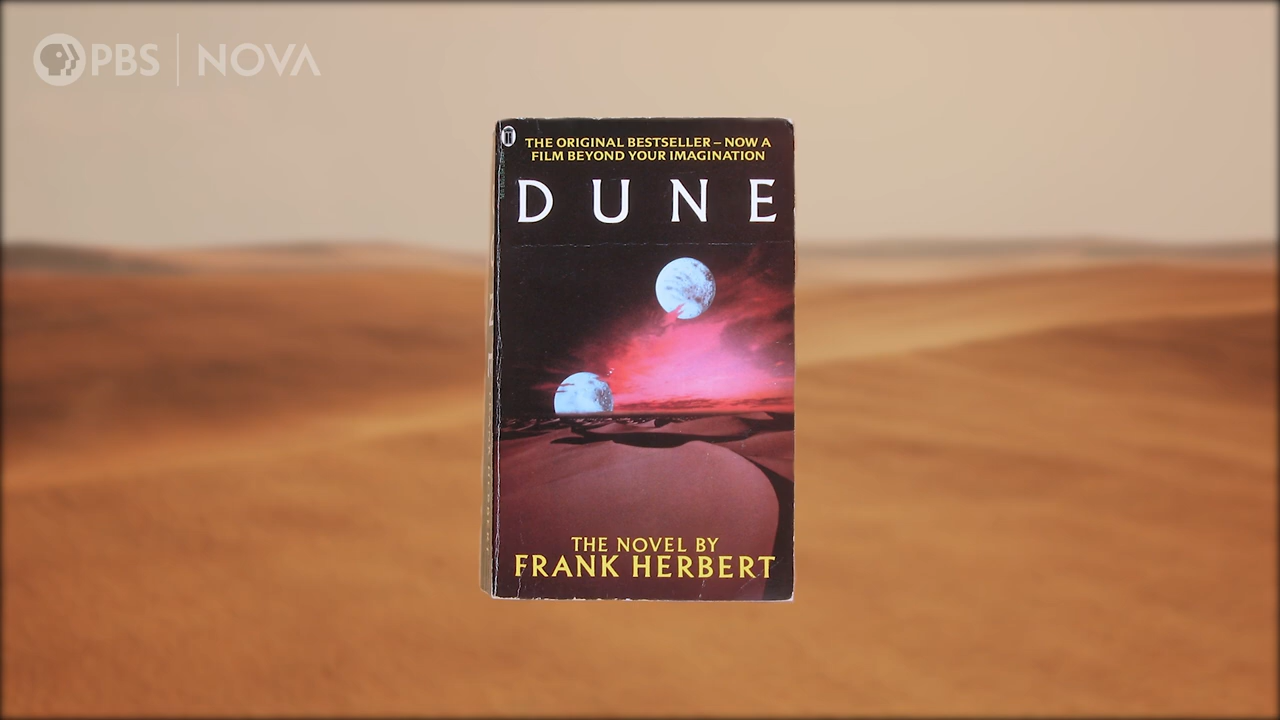 PBS | NOVA
THE ORIGINAL BESTSELLER – NOW A
FILM BEYOND YOUR IMAGINATION
DUNE
THE NOVEL BY
FRANK HERBERT